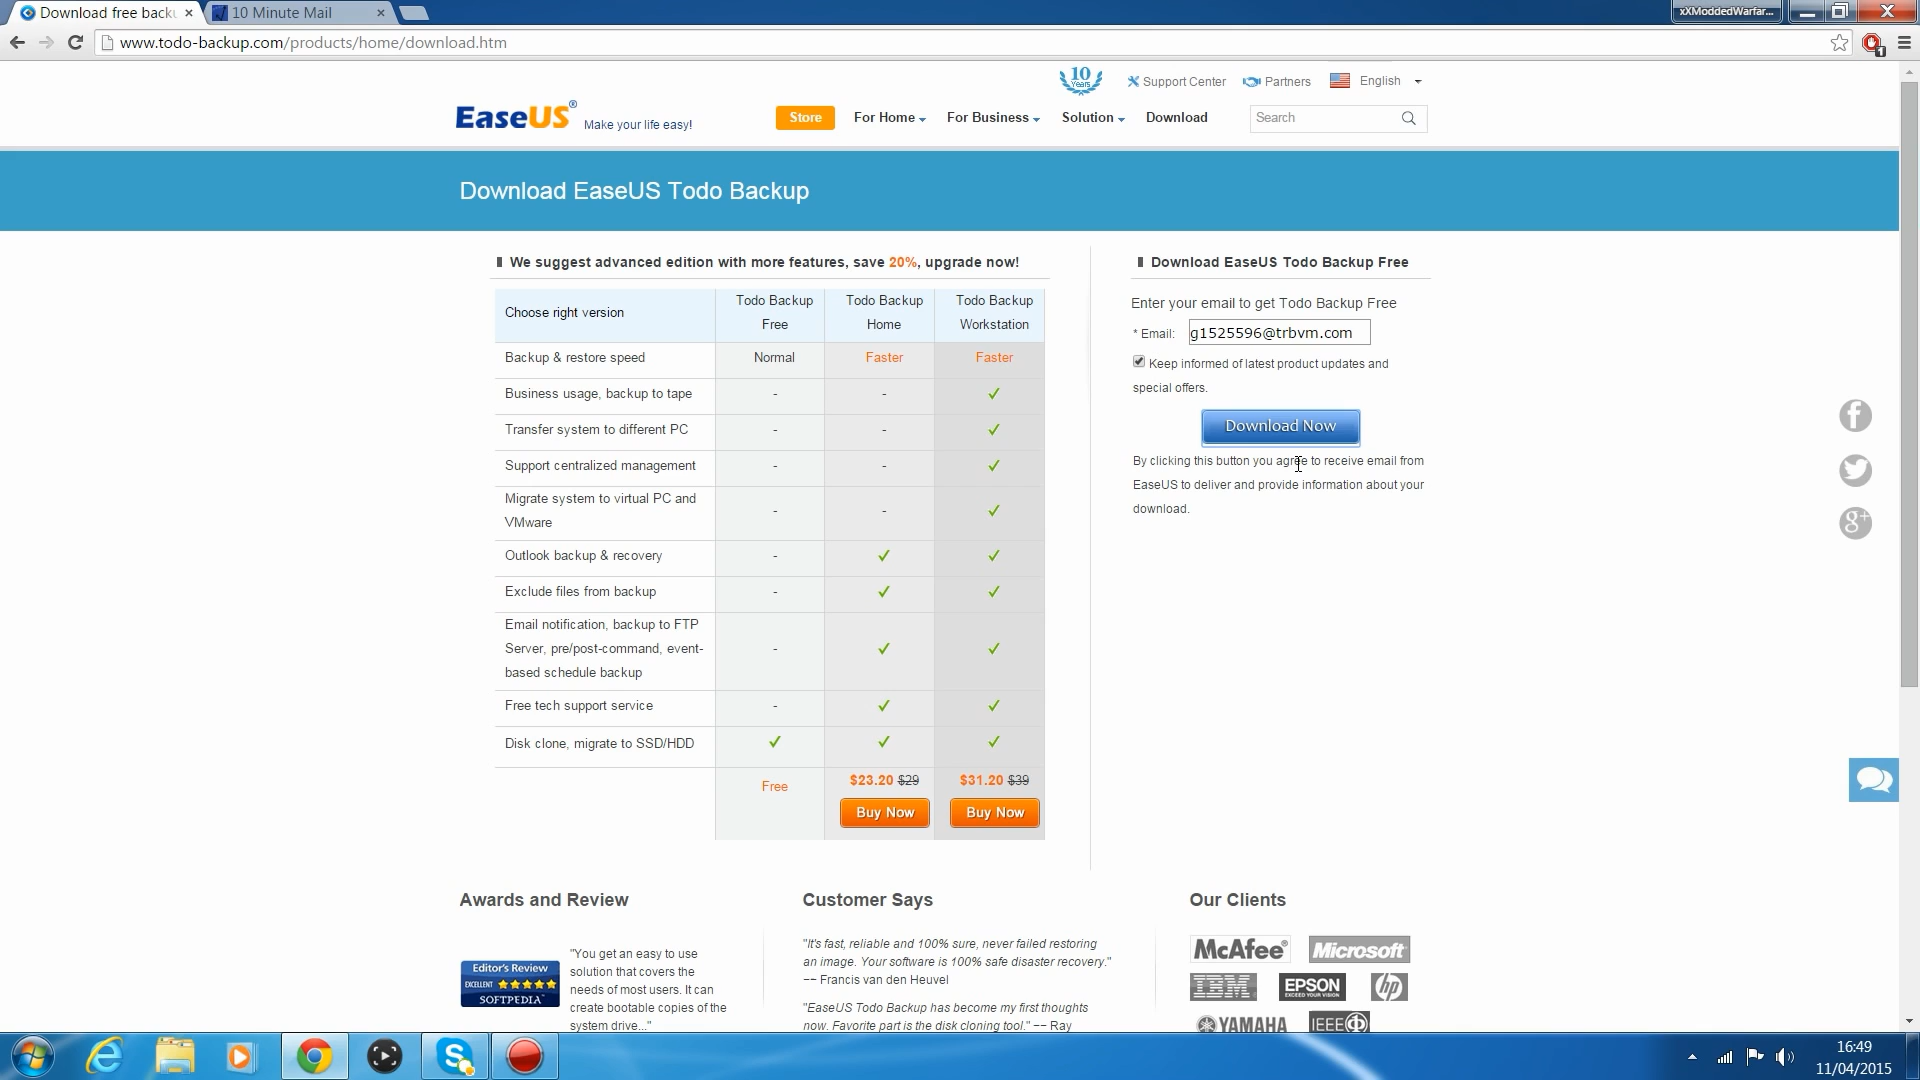 Download free backu
10 Minute Mail
xXModdedWarfar...
www.todo-backup.com/products/home/download.htm
1
10 Years
Support Center
Partners
English
EaseUS® Make your life easy!
Store
For Home
For Business
Solution
Download
Search
Download EaseUS Todo Backup
We suggest advanced edition with more features, save 20%, upgrade now!
Choose right version
Todo Backup Free
Todo Backup Home
Todo Backup Workstation
Backup & restore speed Normal Faster Faster
Business usage, backup to tape - - ✓
Transfer system to different PC - - ✓
Support centralized management - - ✓
Migrate system to virtual PC and
VMware - - ✓
Outlook backup & recovery - ✓ ✓
Exclude files from backup - ✓ ✓
Email notification, backup to FTP
Server, pre/post-command, event- - ✓ ✓
based schedule backup
Free tech support service - ✓ ✓
Disk clone, migrate to SSD/HDD ✓ ✓ ✓
Free $23.20 $29 $31.20 $39
Buy Now Buy Now
Download EaseUS Todo Backup Free
Enter your email to get Todo Backup Free
* Email: g1525596@trbvm.com
Keep informed of latest product updates and
special offers.
Download Now
By clicking this button you agree to receive email from
EaseUS to deliver and provide information about your
download.
Awards and Review
Editor's Review
EXCELLENT
SOFTPEDIA
"You get an easy to use
solution that covers the
needs of most users. It can
create bootable copies of the
system drive..."
Customer Says
"It's fast, reliable and 100% sure, never failed restoring
an image. Your software is 100% safe disaster recovery."
−− Francis van den Heuvel
"EaseUS Todo Backup has become my first thoughts
now. Favorite part is the disk cloning tool." −− Ray
Our Clients
McAfee®
Microsoft
IBM
EPSON
EXCEED YOUR VISION
hp
YAMAHA
IEEE
f
g+
16:49
11/04/2015